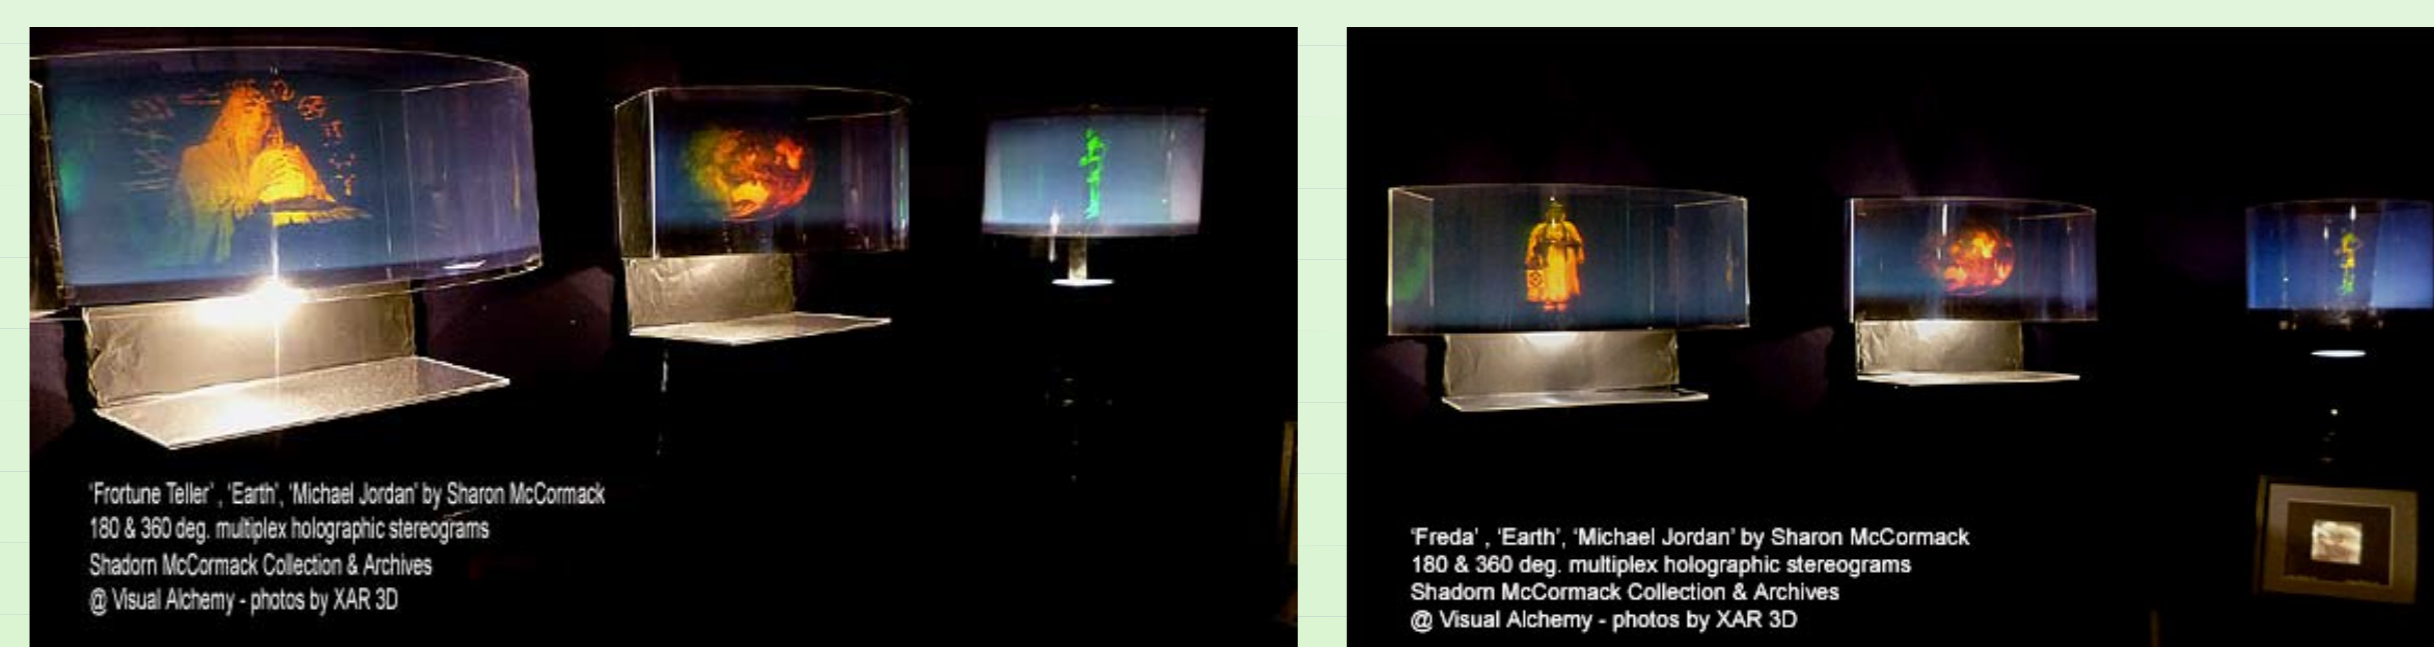 'Frortune Teller' , 'Earth', 'Michael Jordan' by Sharon McCormack
180 & 360 deg. multiplex holographic stereograms
Shadorn McCormack Collection & Archives
@ Visual Alchemy - photos by XAR 3D
'Freda' , 'Earth', 'Michael Jordan' by Sharon McCormack
180 & 360 deg. multiplex holographic stereograms
Shadorn McCormack Collection & Archives
@ Visual Alchemy - photos by XAR 3D